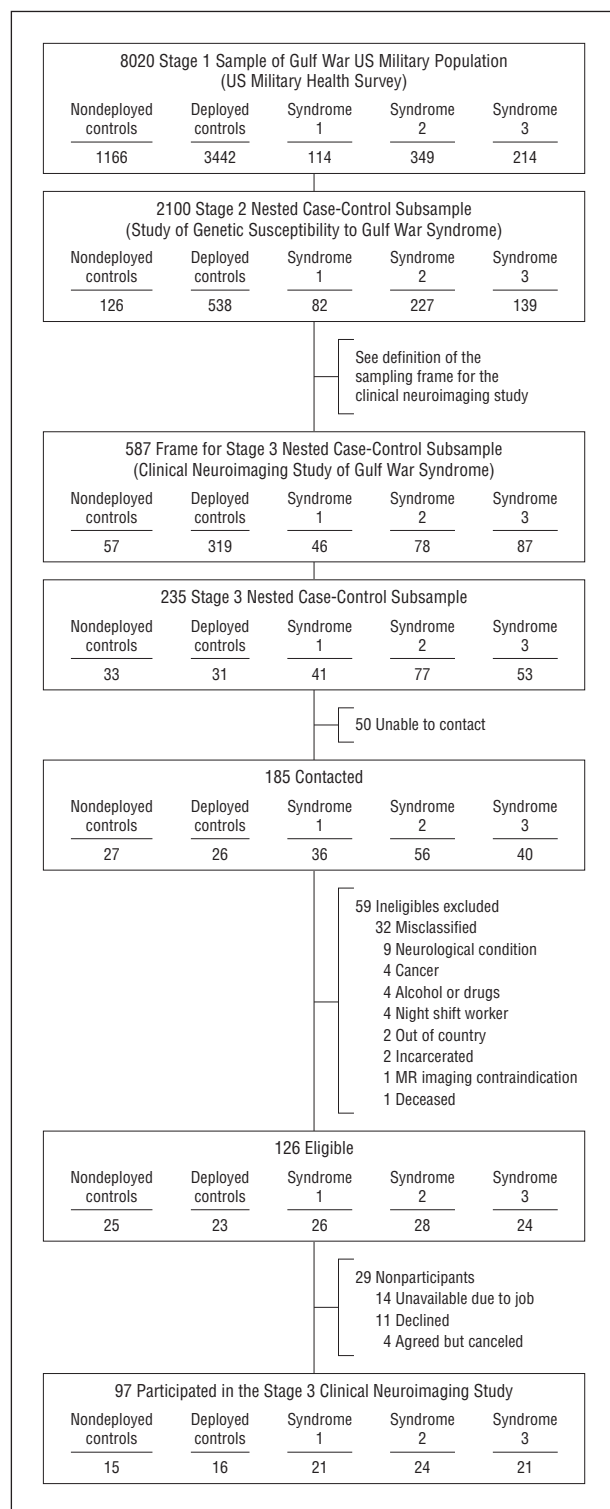 8020 Stage 1 Sample of Gulf War US Military Population
(US Military Health Survey)
Nondeployed Deployed Syndrome Syndrome Syndrome
controls controls 1 2 3
1166 3442 114 349 214
2100 Stage 2 Nested Case-Control Subsample
(Study of Genetic Susceptibility to Gulf War Syndrome)
Nondeployed Deployed Syndrome Syndrome Syndrome
controls controls 1 2 3
126 538 82 227 139
See definition of the
sampling frame for the
clinical neuroimaging study
587 Frame for Stage 3 Nested Case-Control Subsample
(Clinical Neuroimaging Study of Gulf War Syndrome)
Nondeployed Deployed Syndrome Syndrome Syndrome
controls controls 1 2 3
57 319 46 78 87
235 Stage 3 Nested Case-Control Subsample
Nondeployed Deployed Syndrome Syndrome Syndrome
controls controls 1 2 3
33 31 41 77 53
50 Unable to contact
185 Contacted
Nondeployed Deployed Syndrome Syndrome Syndrome
controls controls 1 2 3
27 26 36 56 40
59 Ineligibles excluded
32 Misclassified
9 Neurological condition
4 Cancer
4 Alcohol or drugs
4 Night shift worker
2 Out of country
2 Incarcerated
1 MR imaging contraindication
1 Deceased
126 Eligible
Nondeployed Deployed Syndrome Syndrome Syndrome
controls controls 1 2 3
25 23 26 28 24
29 Nonparticipants
14 Unavailable due to job
11 Declined
4 Agreed but canceled
97 Participated in the Stage 3 Clinical Neuroimaging Study
Nondeployed Deployed Syndrome Syndrome Syndrome
controls controls 1 2 3
15 16 21 24 21